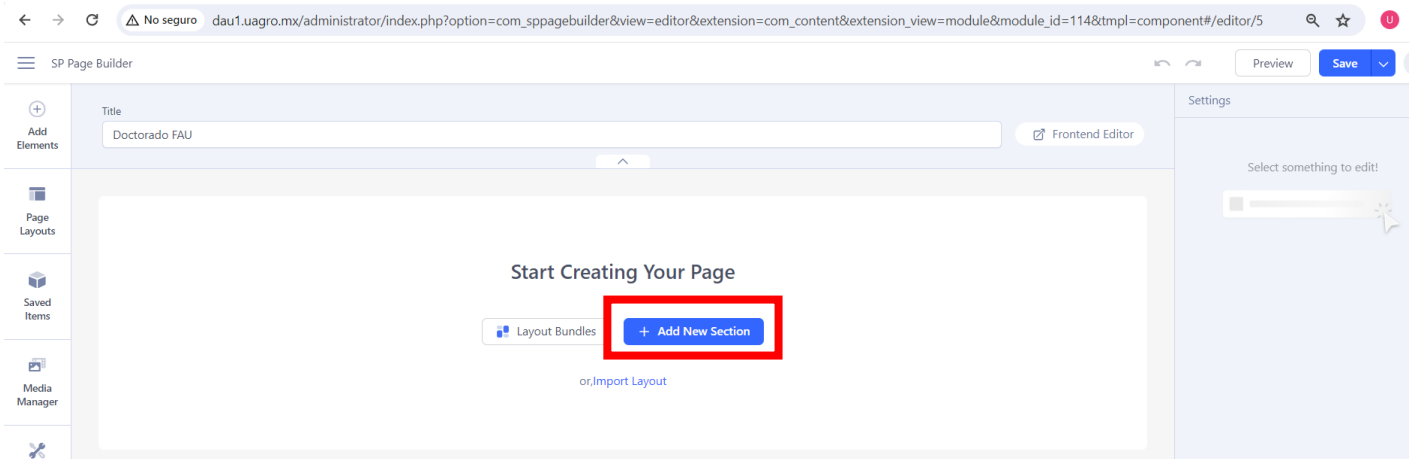 No seguro
dau1.uagro.mx/administrator/index.php?option=com_sppagebuilder&view=editor&extension=com_content&extension_view=module&module_id=114&tmpl=component#/editor/5
U
SP Page Builder
Preview
Save
Add
Elements
Title
Doctorado FAU
Frontend Editor
Settings
Select something to edit!
Page
Layouts
Saved
Items
Media
Manager
Start Creating Your Page
Layout Bundles
+ Add New Section
or,Import Layout